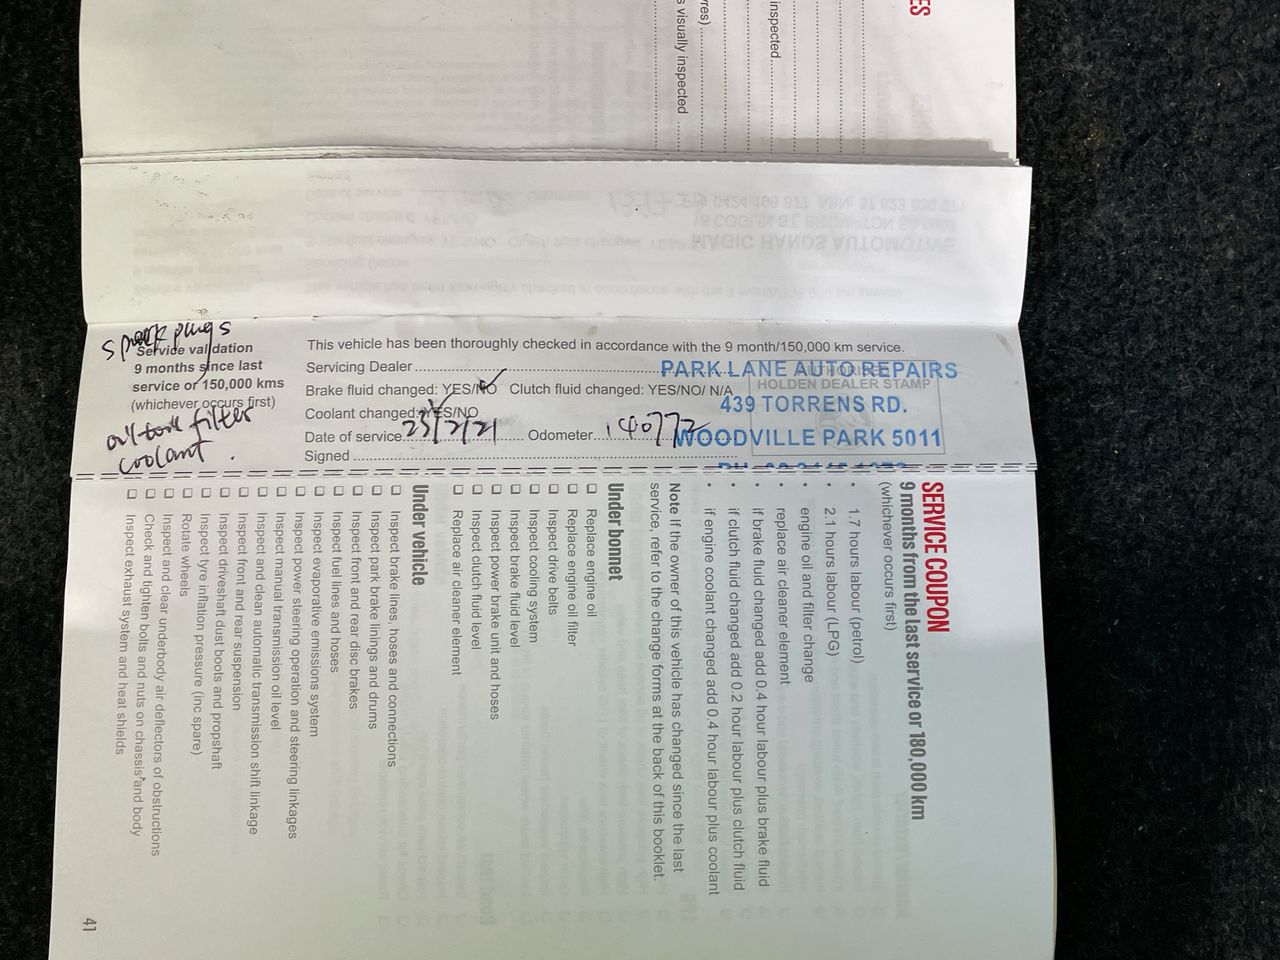 ES
s visually inspected
res)
inspected
spark plugs
Service validation
9 months since last
service or 150,000 kms
(whichever occurs first)
filter
coolant.
This vehicle has been thoroughly checked in accordance with the 9 month/150,000 km service.
Servicing Dealer
Brake fluid changed: YES/NO Clutch fluid changed: YES/NO/ N/A
Coolant changed: YES/NO
Date of service 23/2/21 Odometer 140772
Signed
HOLDEN DEALER STAMP
PARK LANE AUTO REPAIRS
439 TORRENS RD.
WOODVILLE PARK 5011
SERVICE COUPON
9 months from the last service or 180,000 km
(whichever occurs first)
• 1.7 hours labour (petrol)
• 2.1 hours labour (LPG)
• engine oil and filter change
• replace air cleaner element
• if brake fluid changed add 0.4 hour labour plus brake fluid
• if clutch fluid changed add 0.2 hour labour plus clutch fluid
• if engine coolant changed add 0.4 hour labour plus coolant
Note If the owner of this vehicle has changed since the last
service, refer to the change forms at the back of this booklet.
Under bonnet
❑ Replace engine oil
❑ Replace engine oil filter
❑ Inspect drive belts
❑ Inspect cooling system
❑ Inspect brake fluid level
❑ Inspect power brake unit and hoses
❑ Inspect clutch fluid level
❑ Replace air cleaner element
Under vehicle
❑ Inspect brake lines, hoses and connections
❑ Inspect park brake linings and drums
❑ Inspect front and rear disc brakes
❑ Inspect fuel lines and hoses
❑ Inspect evaporative emissions system
❑ Inspect power steering operation and steering linkages
❑ Inspect manual transmission oil level
❑ Inspect and clean automatic transmission shift linkage
❑ Inspect front and rear suspension
❑ Inspect driveshaft dust boots and propshaft
❑ Inspect tyre inflation pressure (inc spare)
❑ Rotate wheels
❑ Inspect and clear underbody air deflectors of obstructions
❑ Check and tighten bolts and nuts on chassis and body
❑ Inspect exhaust system and heat shields
41